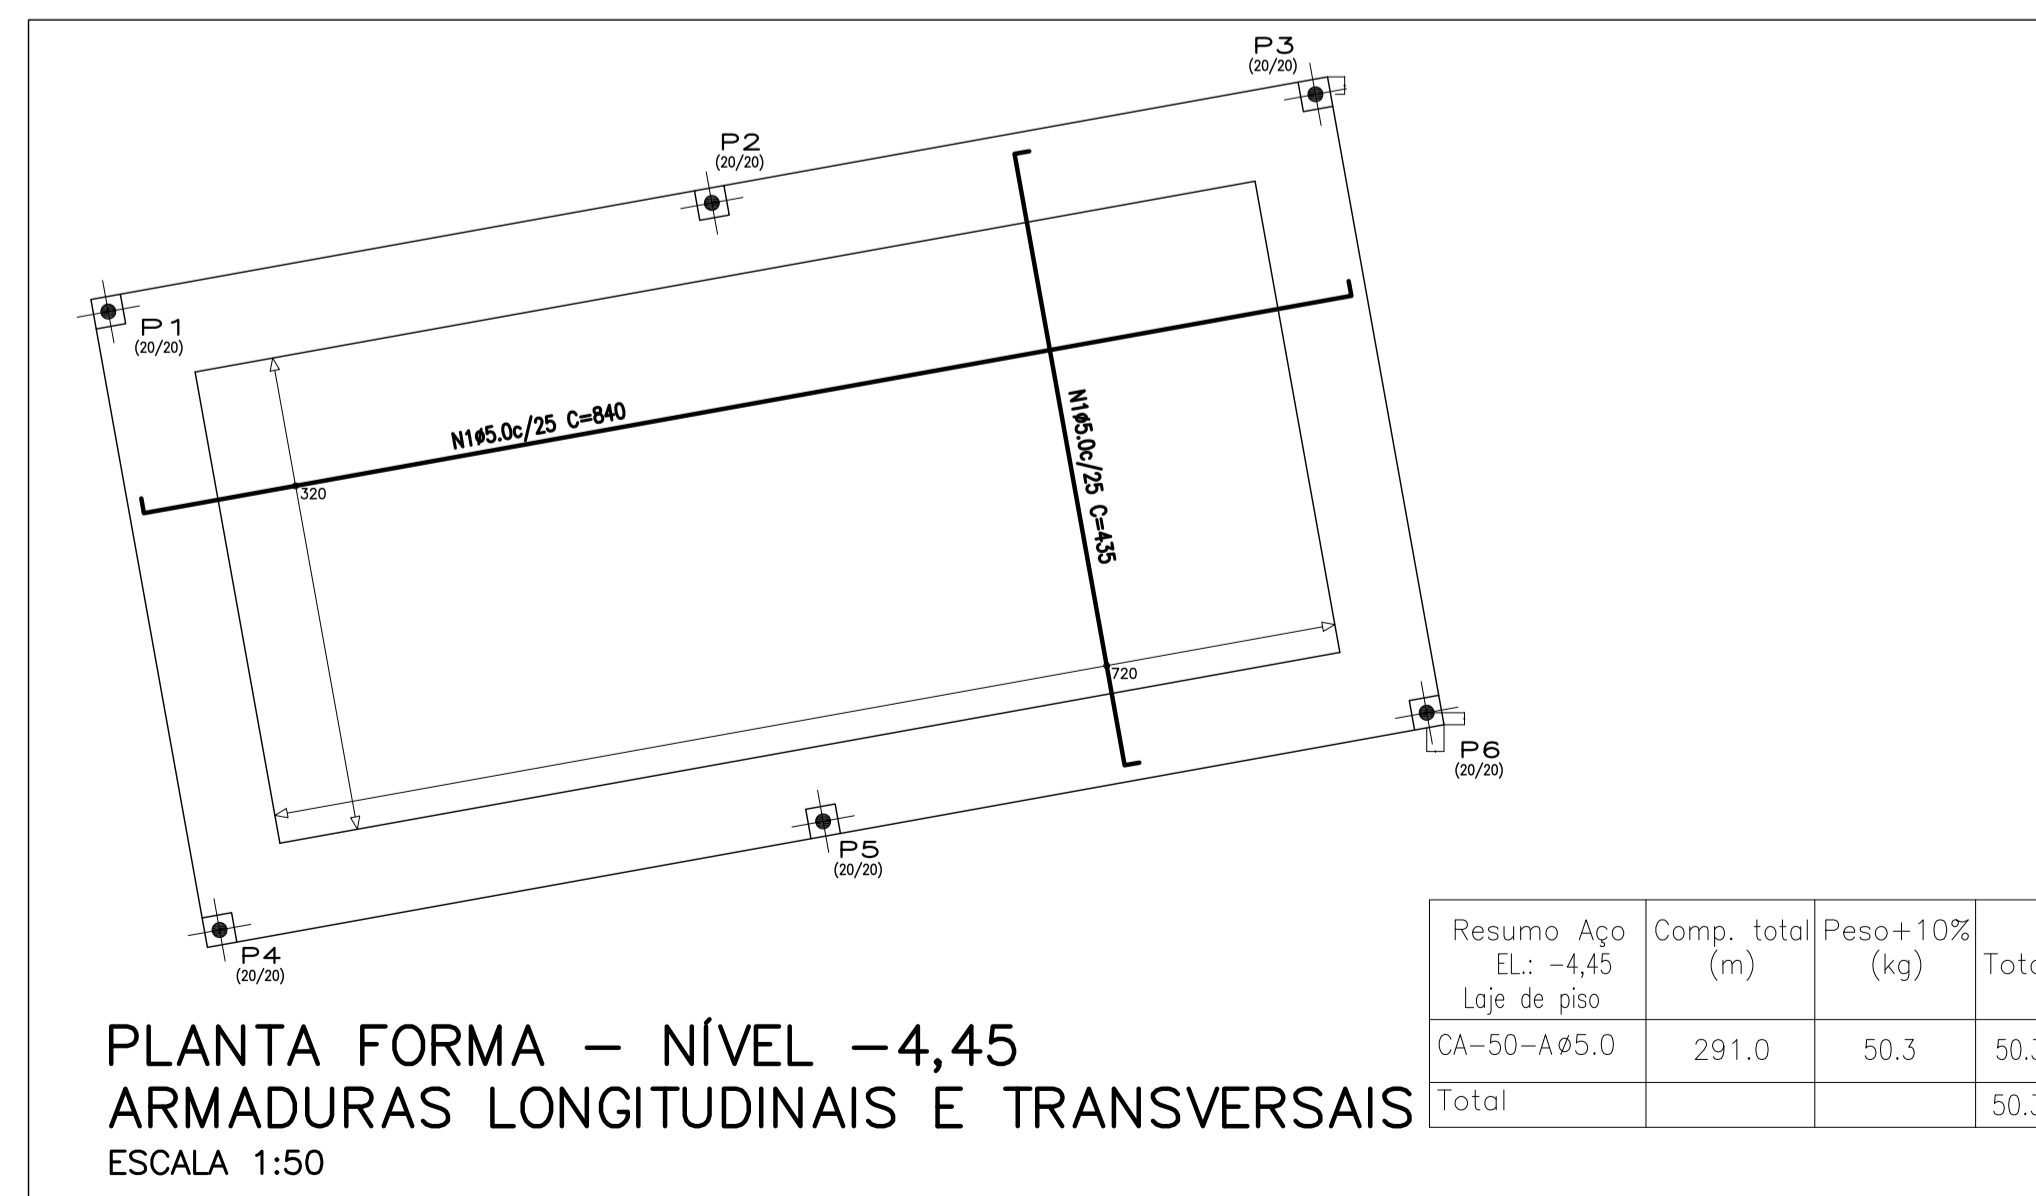 P3
(20/20)
P2
(20/20)
P1
(20/20)
N1ø5.0c/25 C=840
N1ø5.0c/25 C=435
320
720
P6
(20/20)
P5
(20/20)
P4
(20/20)
Resumo Aço
EL.: -4,45
Laje de piso
Comp. total
(m)
Peso+10%
(kg)
CA-50-Aø5.0
291.0
50.3
Total
PLANTA FORMA – NÍVEL -4,45
ARMADURAS LONGITUDINAIS E TRANSVERSAIS
ESCALA 1:50